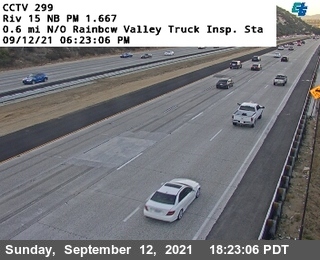 CCTV 299
Riv 15 NB PM 1.667
0.6 mi N/O Rainbow Valley Truck Insp. Sta
09/12/21 06:23:06 PM
Sunday, September 12, 2021 18:23:06 PDT